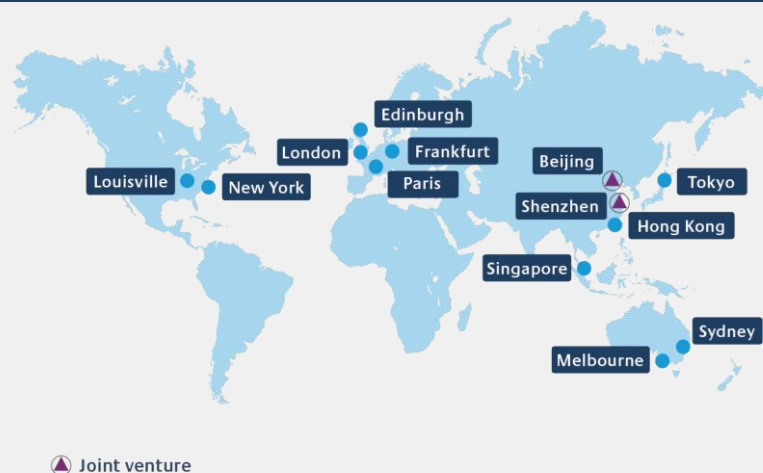 Edinburgh
London
Frankfurt
Paris
Louisville
New York
Beijing
Tokyo
Shenzhen
Hong Kong
Singapore
Sydney
Melbourne
Joint venture